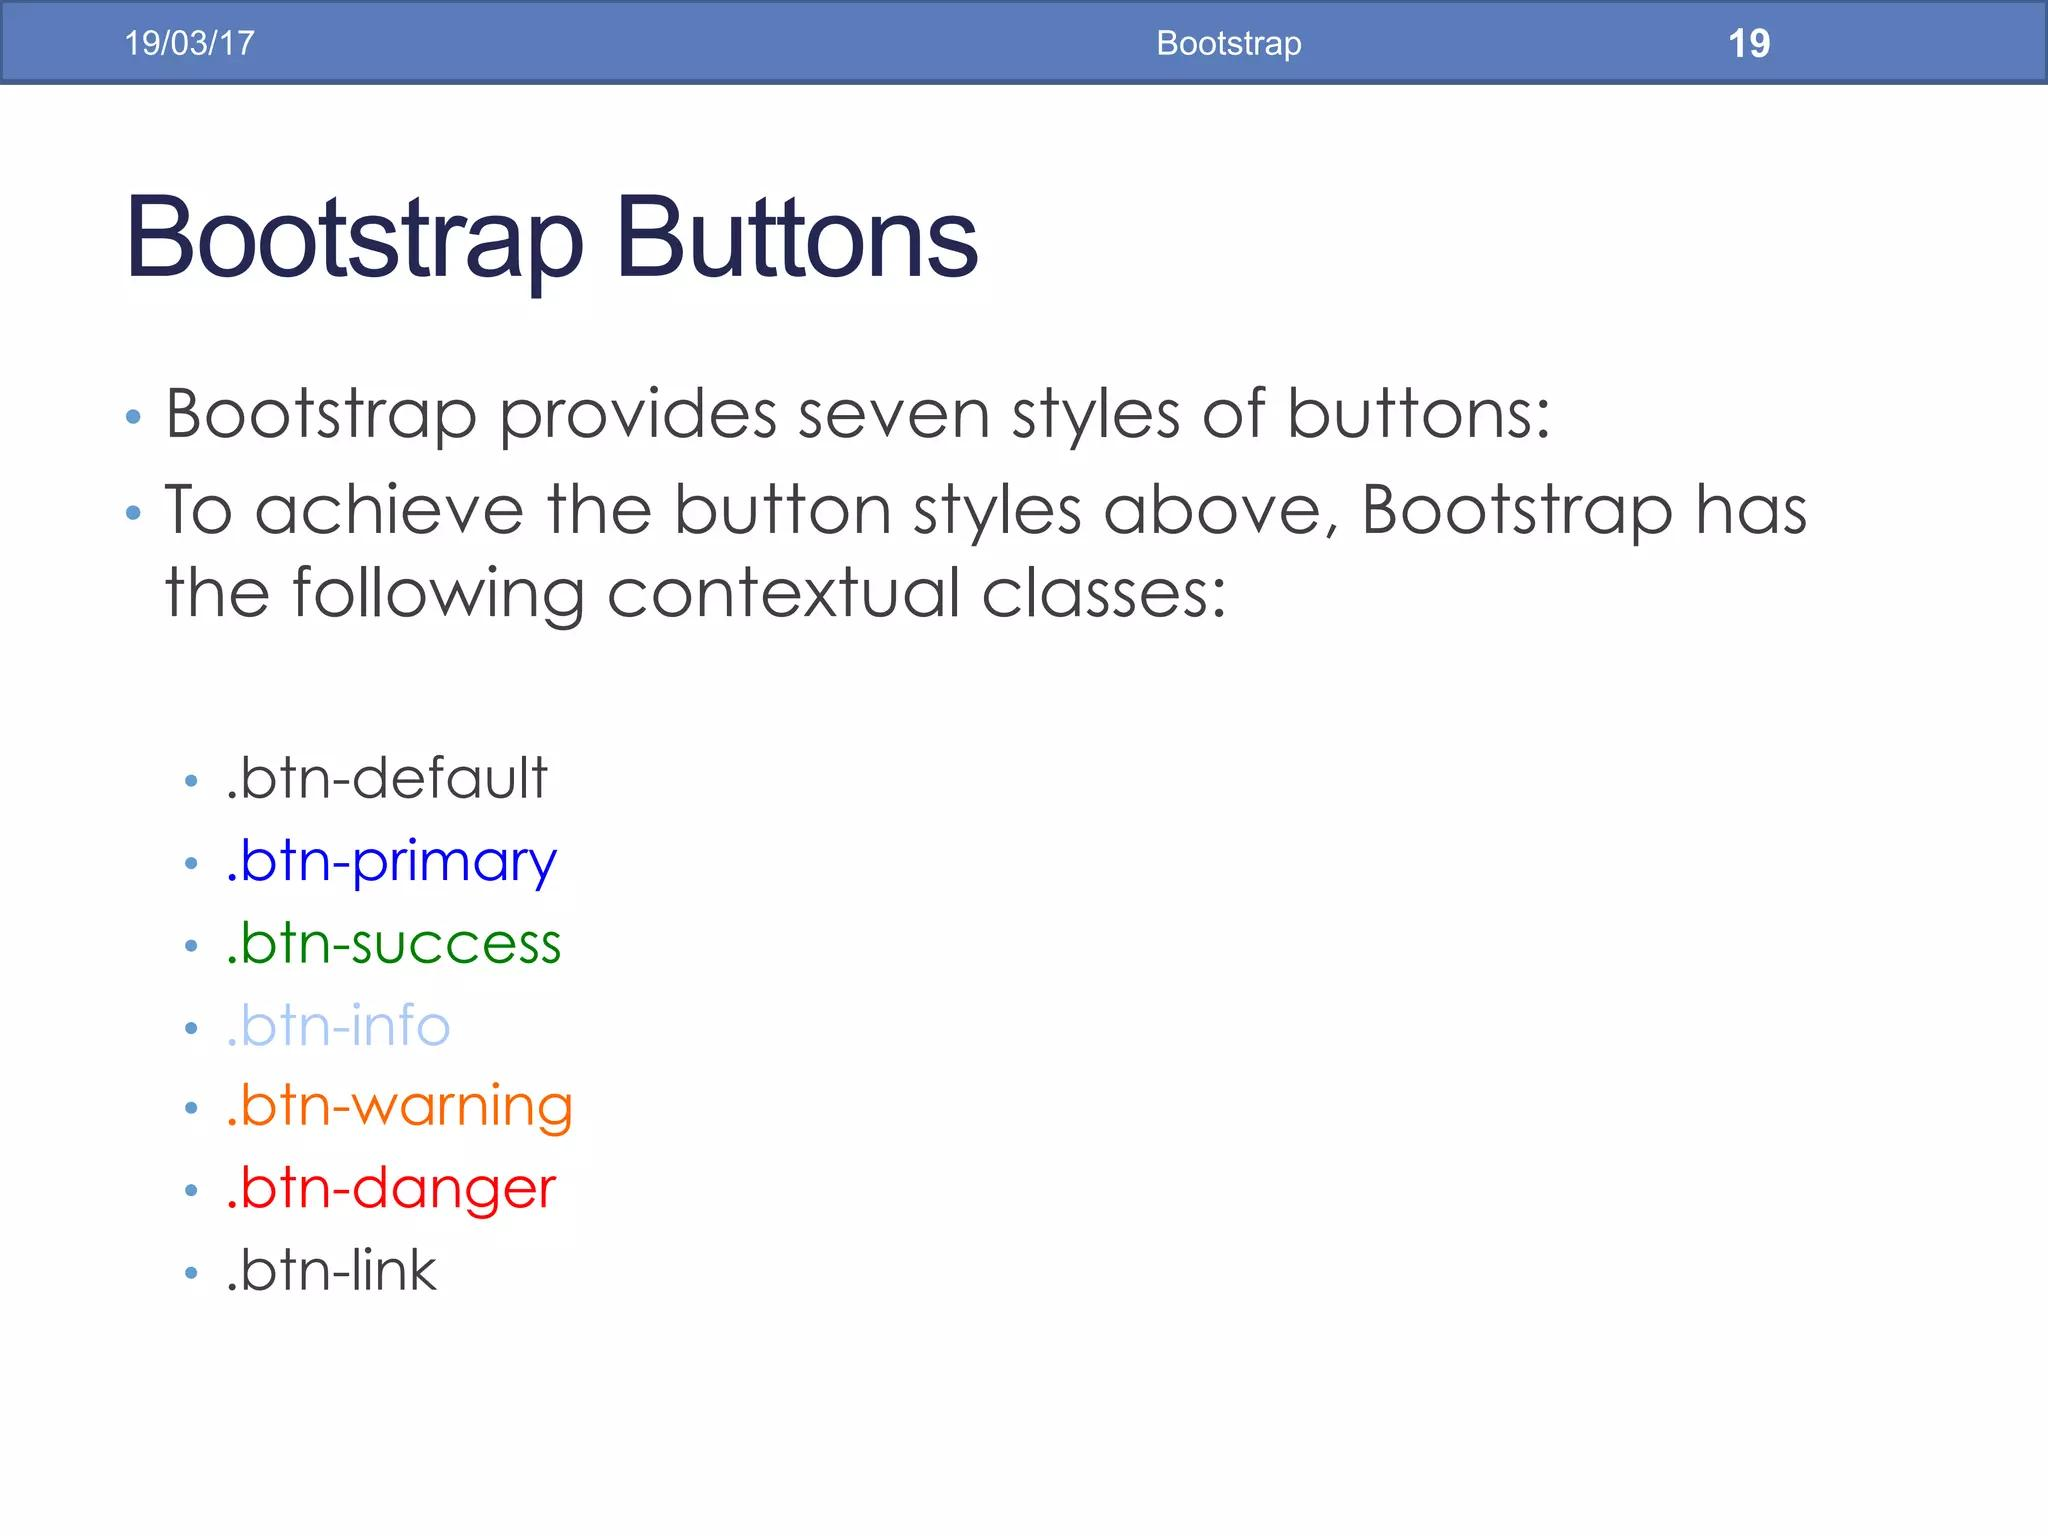 19/03/17 Bootstrap 19
Bootstrap Buttons
• Bootstrap provides seven styles of buttons:
• To achieve the button styles above, Bootstrap has
the following contextual classes:
• .btn-default
• .btn-primary
• .btn-success
• .btn-info
• .btn-warning
• .btn-danger
• .btn-link